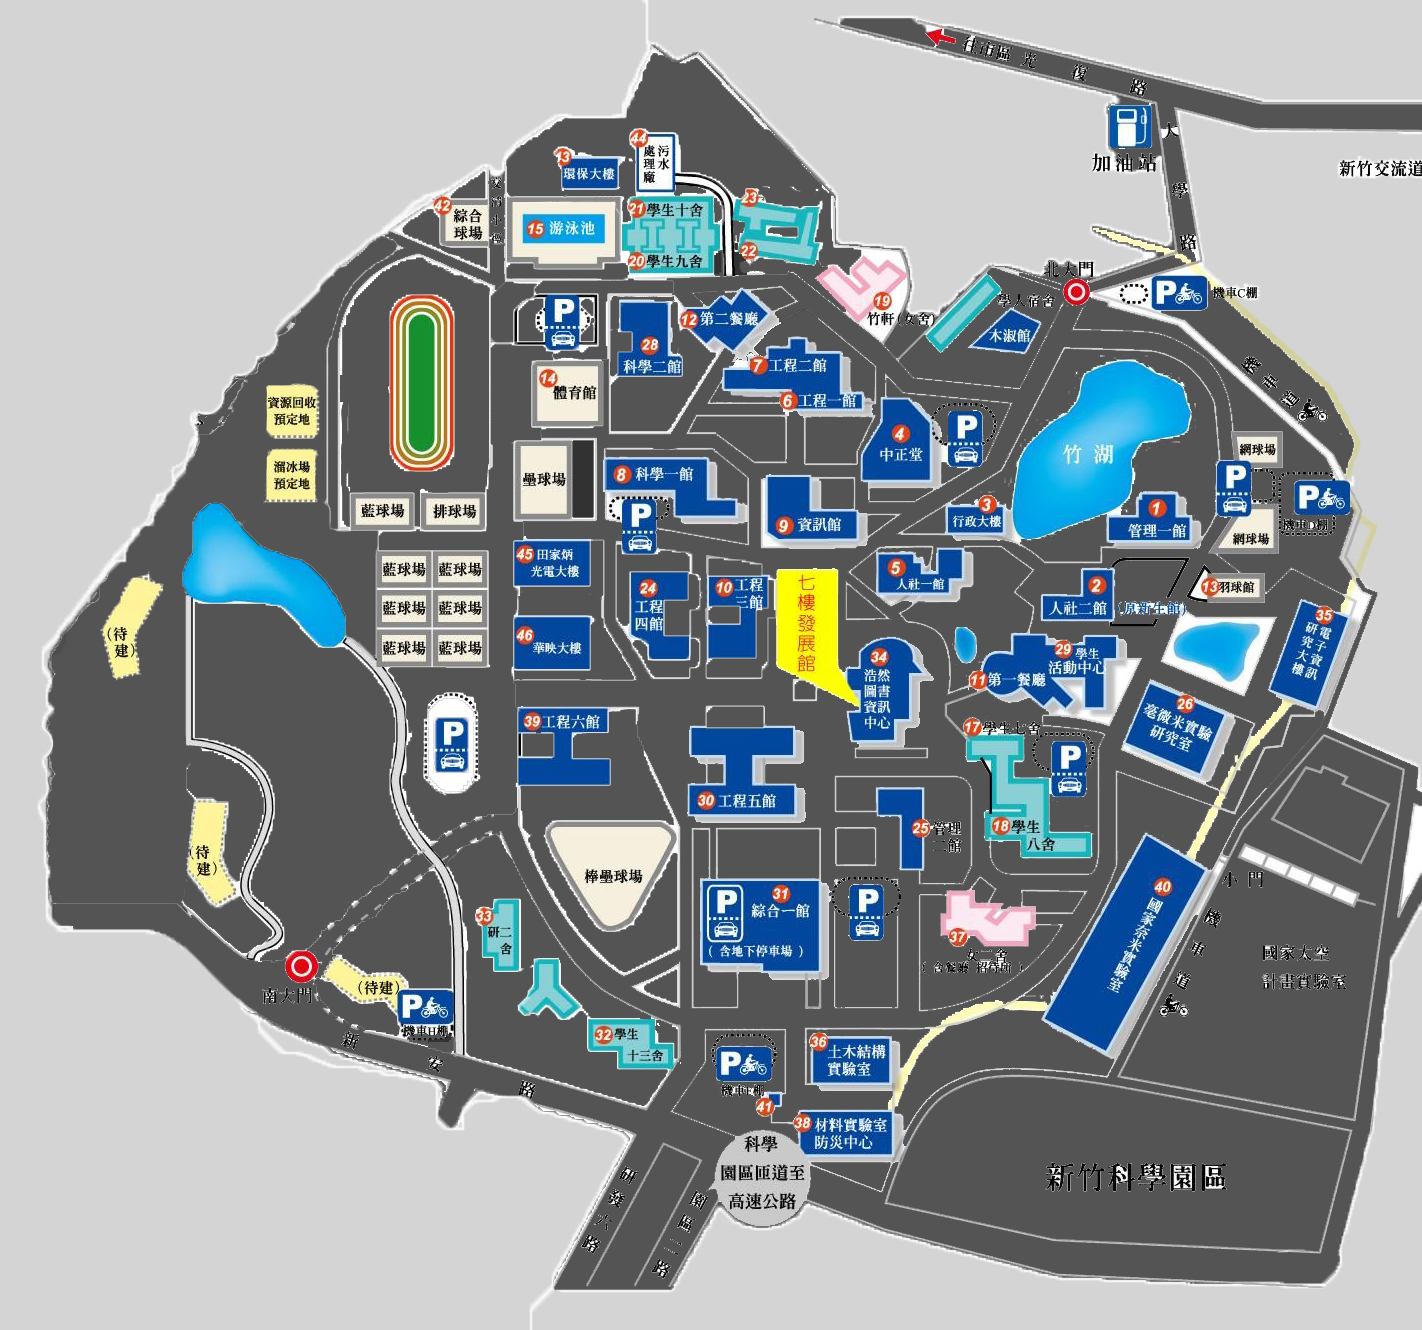 往市區 光 復 路
大 學 路
加油站
新竹交流道
44
污水
處理廠
13
環保大樓
42
綜合
球場
15 游泳池
21 學生十舍
20 學生九舍
23
22
19
竹軒(女舍)
學人宿舍
木淑館
北大門
P
機車C棚
機車道
P
28
科學二館
12 第二餐廳
7 工程二館
6 工程一館
14
體育館
資源回收
預定地
溜冰場
預定地
4
中正堂
P
竹 湖
網球場
P
P
機車D棚
網球場
壘球場
8 科學一館
P
9 資訊館
3
行政大樓
1
管理一館
藍球場
排球場
藍球場
藍球場
藍球場
藍球場
藍球場
藍球場
45 田家炳
光電大樓
46 華映大樓
24
工程
四館
10 工程
三館
七樓發展館
5
人社一館
2
人社二館
(原新生館)
13 羽球館
35
電子資訊
研究大樓
(待
建)
34
浩然
圖書
資訊
中心
29 學生
活動中心
11 第一餐廳
26
毫微米實驗
研究室
P
39 工程六館
17 學生七舍
P
30 工程五館
25 管理
二館
18 學生
八舍
(待
建)
棒壘球場
P
31
綜合一館
(含地下停車場)
P
37
女二舍
40
國家奈米實驗室
小門
機車道
國家太空
計畫實驗室
33
研二
舍
南大門
(待建)
P
機車H棚
32 學生
十三舍
新 安 路
P
機車E棚
41
36
土木結構
實驗室
38 材料實驗室
防災中心
科學
園區匝道至
高速公路
研發六路
園區二路
新竹科學園區